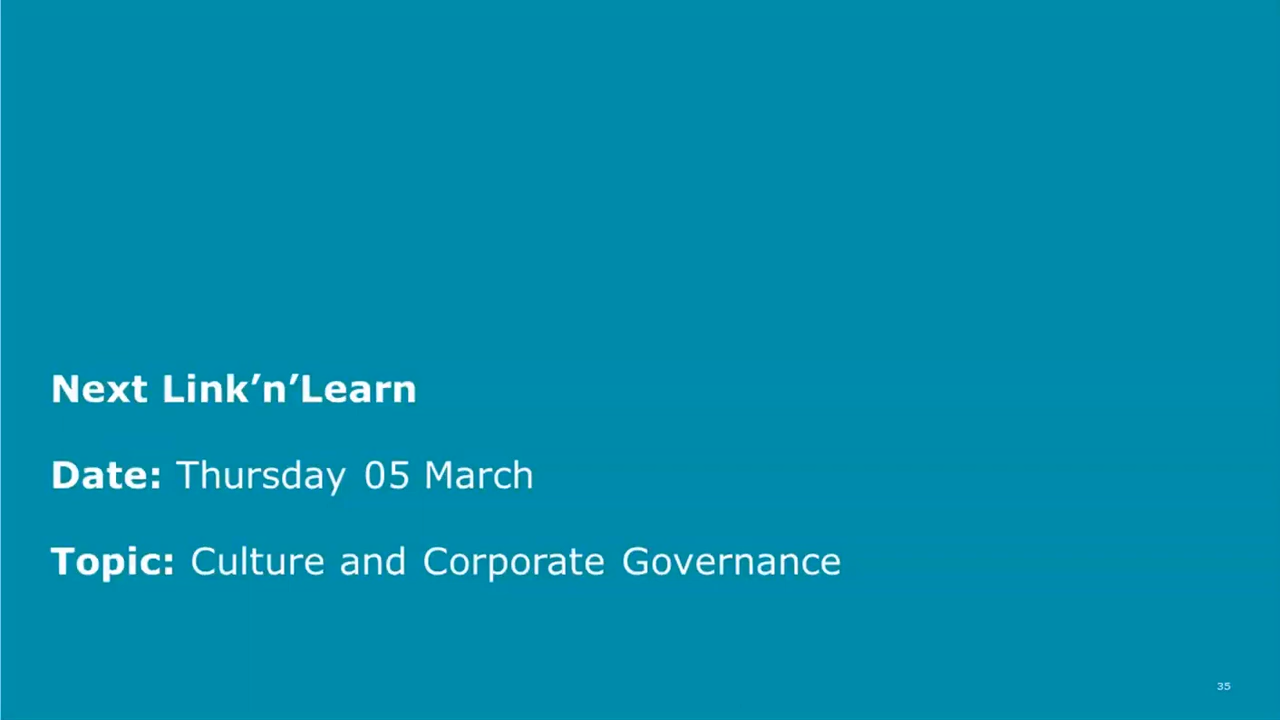 Next Link’n’Learn
Date: Thursday 05 March
Topic: Culture and Corporate Governance
35